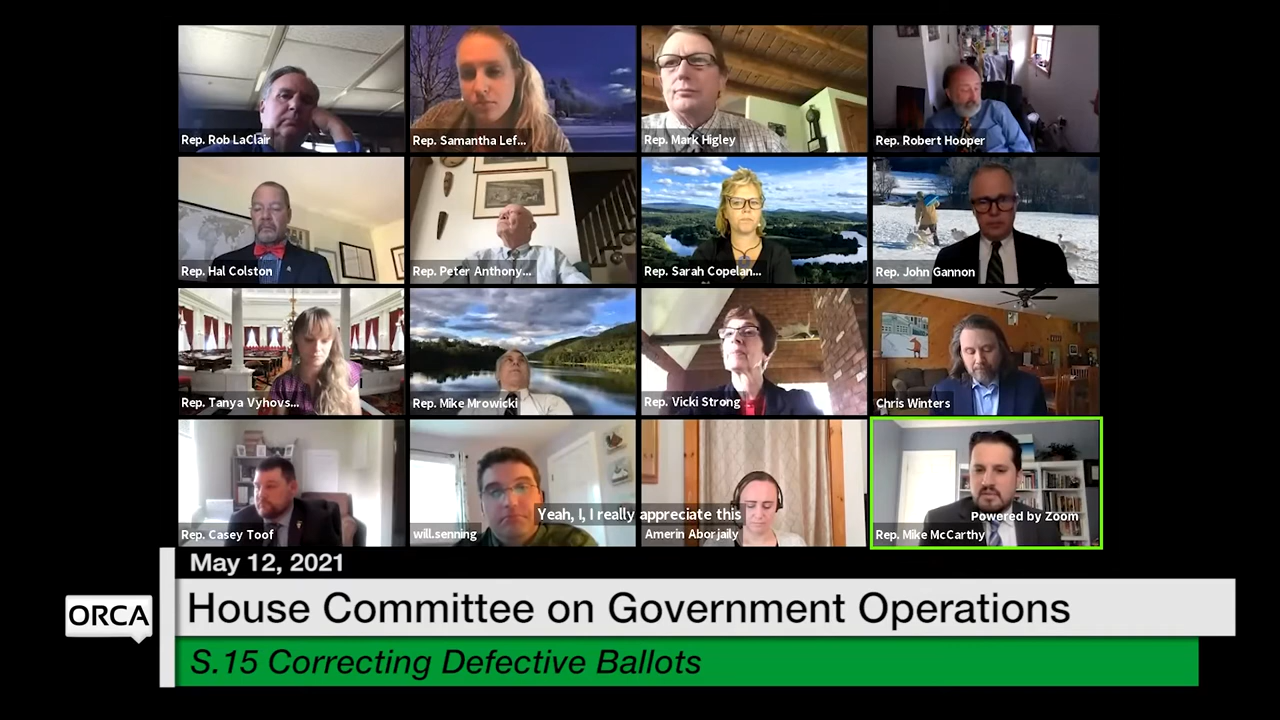 Rep. Rob LaClair
Rep. Samantha Lef...
Rep. Mark Higley
Rep. Robert Hooper
Rep. Hal Colston
Rep. Peter Anthony...
Rep. Sarah Copelan...
Rep. John Gannon
Rep. Tanya Vyhovs...
Rep. Mike Mrowicki
Rep. Vicki Strong
Chris Winters
Rep. Casey Toof
will.senning
Yeah, I, I really appreciate this
Amerin Aborjaily
Powered by Zoom
Rep. Mike McCarthy
May 12, 2021
ORCA
House Committee on Government Operations
S.15 Correcting Defective Ballots